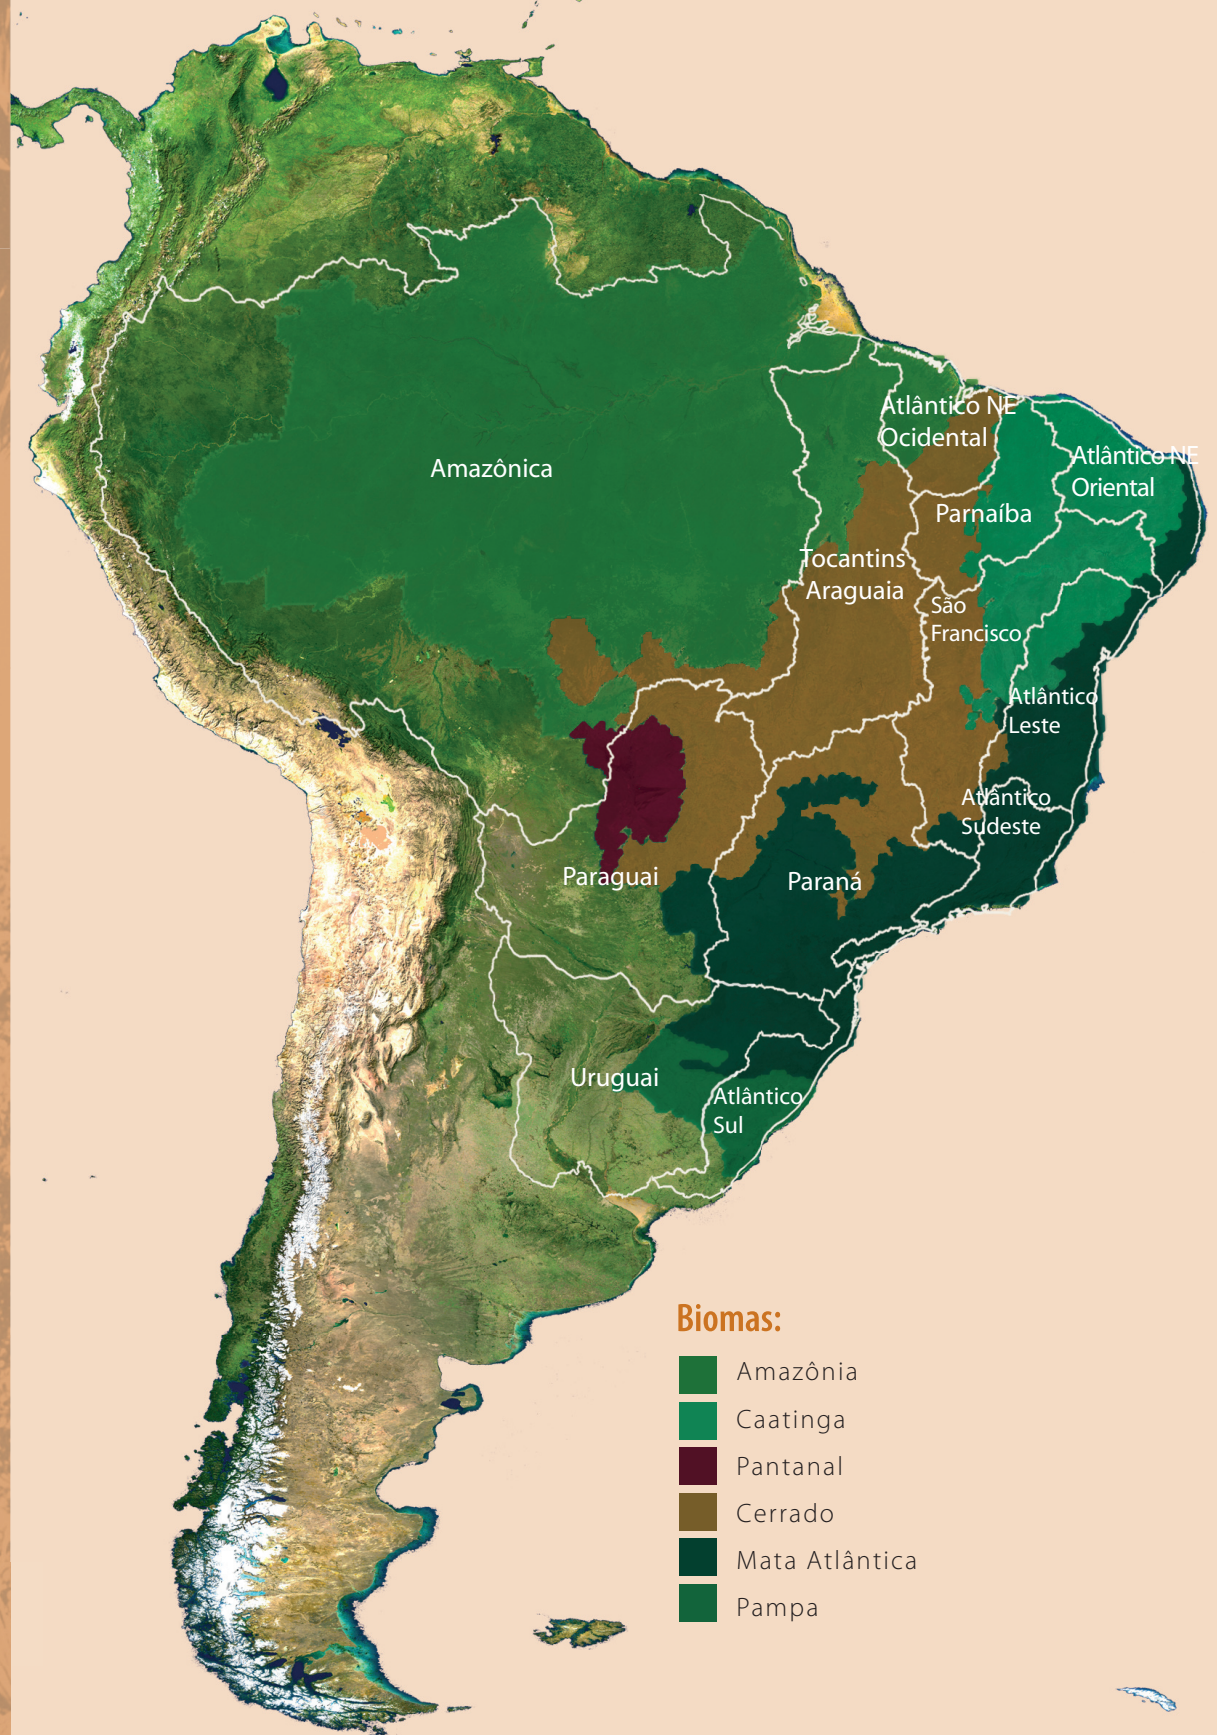 Atlântico NE
Ocidental
Amazônica
Atlântico NE
Oriental
Parnaíba
Tocantins
Araguaia
São
Francisco
Atlântico
Leste
Atlântico
Sudeste
Paraguai
Paraná
Uruguai
Atlântico
Sul
Biomas:
Amazônia
Caatinga
Pantanal
Cerrado
Mata Atlântica
Pampa